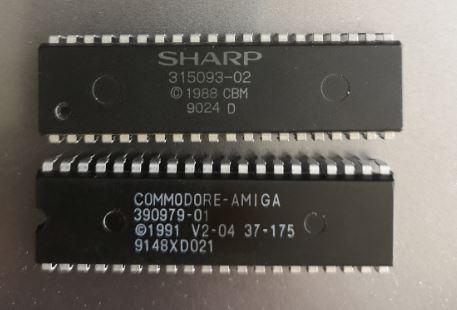 SHARP
315093-02
©1988 CBM
9024 D
COMMODORE-AMIGA
390979-01
©1991 V2-04 37-175
9148XD021